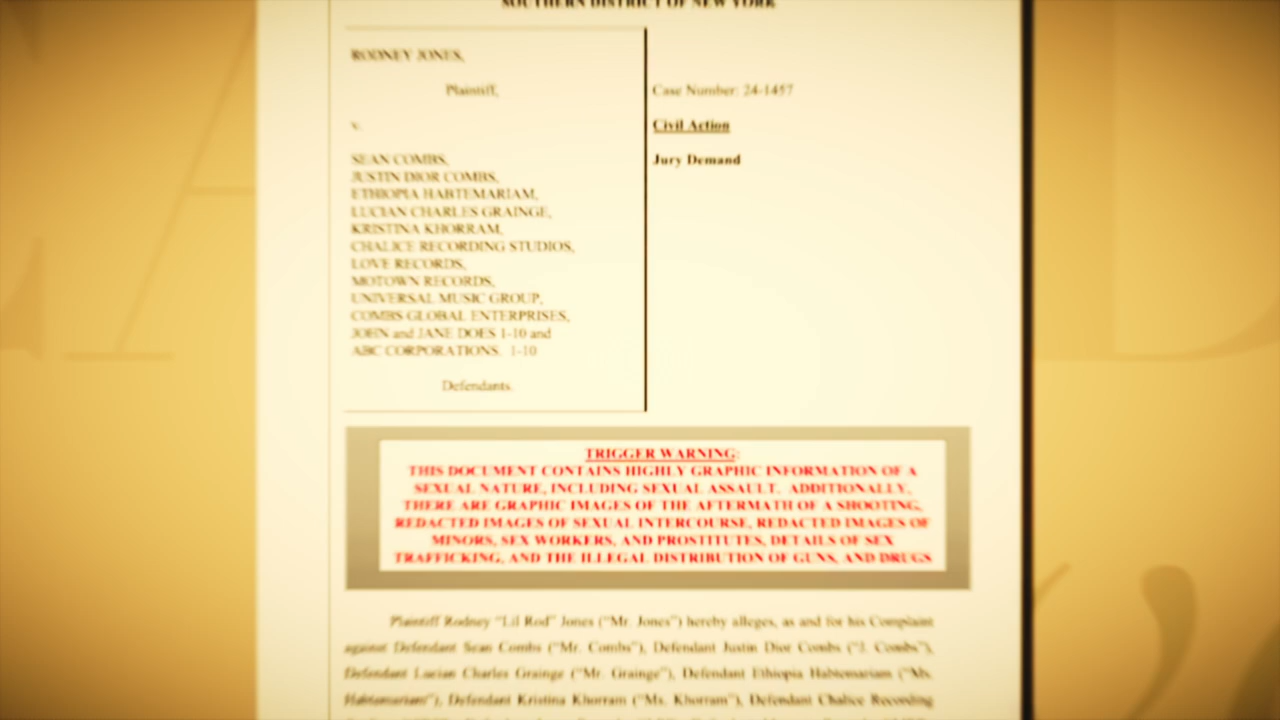 SOUTHERN DISTRICT OF NEW YORK
RODNEY JONES,
Plaintiff,
v.
SEAN COMBS,
JUSTIN DIOR COMBS,
ETHIOPIA HABTEMARIAM,
LUCIAN CHARLES GRAINGE,
KRISTINA KHORRAM,
CHALICE RECORDING STUDIOS,
LOVE RECORDS,
MOTOWN RECORDS,
UNIVERSAL MUSIC GROUP,
COMBS GLOBAL ENTERPRISES,
JOHN and JANE DOES 1-10 and
ABC CORPORATIONS. 1-10
Defendants.
Case Number: 24-1457
Civil Action
Jury Demand
TRIGGER WARNING:
THIS DOCUMENT CONTAINS HIGHLY GRAPHIC INFORMATION OF A
SEXUAL NATURE, INCLUDING SEXUAL ASSAULT. ADDITIONALLY,
THERE ARE GRAPHIC IMAGES OF THE AFTERMATH OF A SHOOTING,
REDACTED IMAGES OF SEXUAL INTERCOURSE, REDACTED IMAGES OF
MINORS, SEX WORKERS, AND PROSTITUTES, DETAILS OF SEX
TRAFFICKING, AND THE ILLEGAL DISTRIBUTION OF GUNS, AND DRUGS
Plaintiff Rodney "Lil Rod" Jones ("Mr. Jones") hereby alleges, as and for his Complaint
against Defendant Sean Combs ("Mr. Combs"), Defendant Justin Dior Combs ("J. Combs"),
Defendant Lucian Charles Grainge ("Mr. Grainge"), Defendant Ethiopia Habtemariam ("Ms.
Habtemariam"), Defendant Kristina Khorram ("Ms. Khorram"), Defendant Chalice Recording